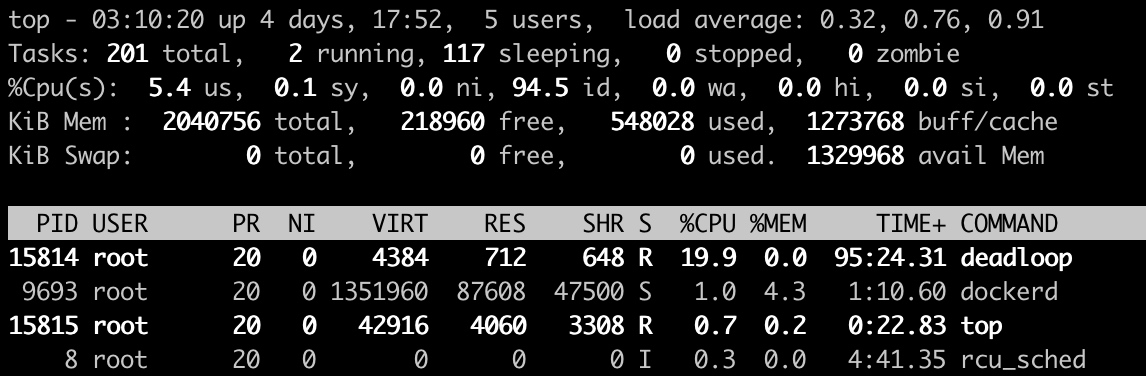 top - 03:10:20 up 4 days, 17:52,  5 users,  load average: 0.32, 0.76, 0.91
Tasks: 201 total,   2 running, 117 sleeping,   0 stopped,   0 zombie
%Cpu(s):  5.4 us,  0.1 sy,  0.0 ni, 94.5 id,  0.0 wa,  0.0 hi,  0.0 si,  0.0 st
KiB Mem :  2040756 total,   218960 free,   548028 used,  1273768 buff/cache
KiB Swap:        0 total,        0 free,        0 used.  1329968 avail Mem
  PID USER      PR  NI    VIRT    RES    SHR S  %CPU %MEM     TIME+ COMMAND
15814 root      20   0    4384    712    648 R  19.9  0.0  95:24.31 deadloop
 9693 root      20   0 1351960  87608  47500 S   1.0  4.3   1:10.60 dockerd
15815 root      20   0   42916   4060   3308 R   0.7  0.2   0:22.83 top
    8 root      20   0       0      0      0 I   0.3  0.0   4:41.35 rcu_sched